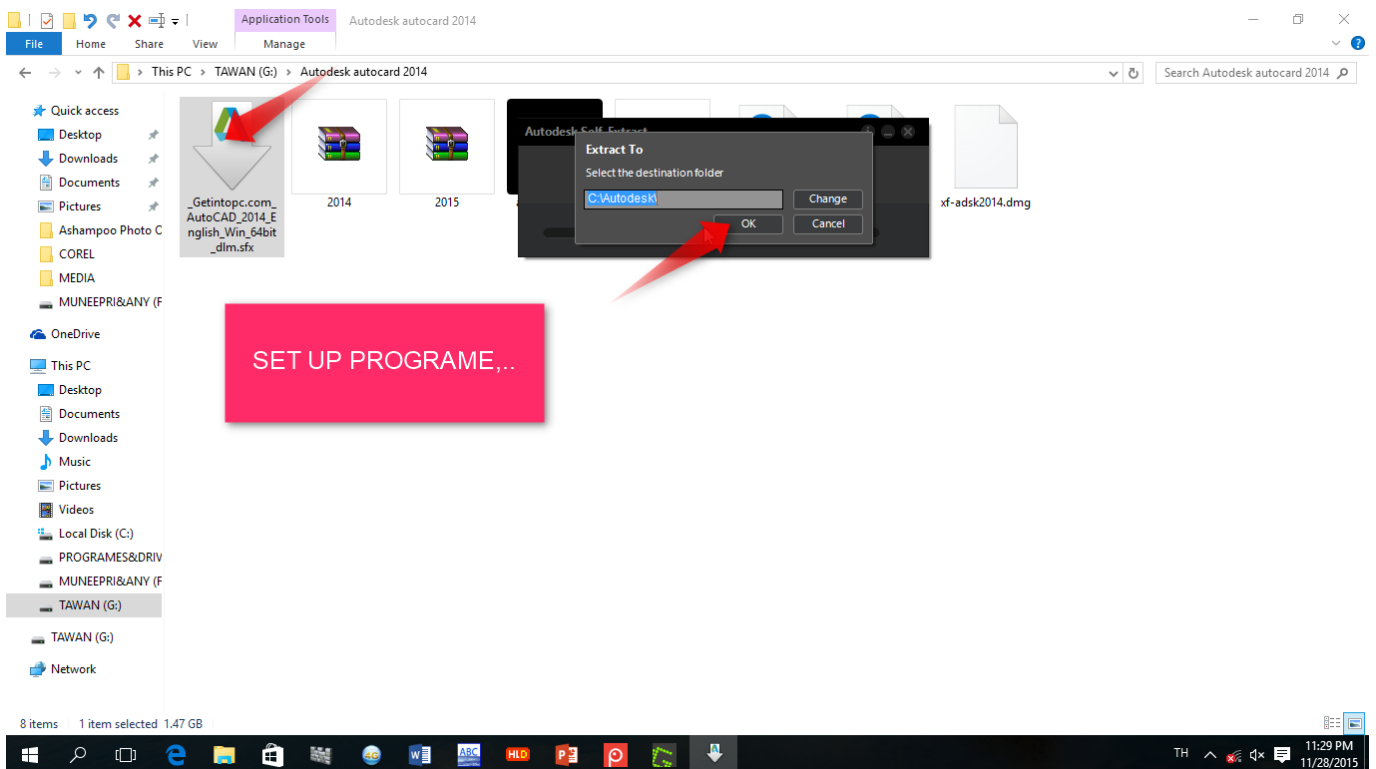 Application Tools
Autodesk autocard 2014
File
Home
Share
View
Manage
This PC
TAWAN (G:)
Autodesk autocard 2014
Search Autodesk autocard 2014
Quick access
Desktop
Downloads
Documents
Pictures
Ashampoo Photo C
COREL
MEDIA
MUNEEPRI&ANY (F
OneDrive
This PC
Desktop
Documents
Downloads
Music
Pictures
Videos
Local Disk (C:)
PROGRAMES&DRIV
MUNEEPRI&ANY (F
TAWAN (G:)
TAWAN (G:)
Network
_Getintopc.com_
AutoCAD_2014_E
nglish_Win_64bit
_dlm.sfx
2014
2015
xf-adsk2014.dmg
Autodesk Self-Extract
Extract To
Select the destination folder
C:\Autodesk\
Change
OK
Cancel
SET UP PROGRAME,..
8 items
1 item selected 1.47 GB
4G
ABC
HLD
TH
11:29 PM
11/28/2015